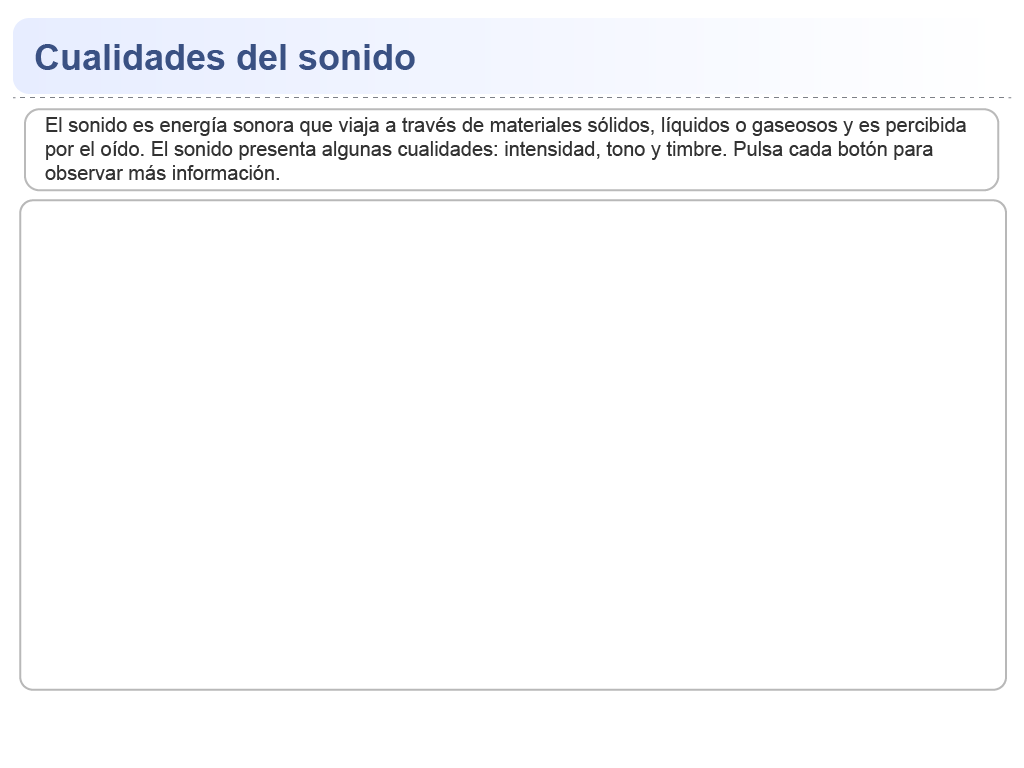 Cualidades del sonido
El sonido es energía sonora que viaja a través de materiales sólidos, líquidos o gaseosos y es percibida
por el oído. El sonido presenta algunas cualidades: intensidad, tono y timbre. Pulsa cada botón para
observar más información.